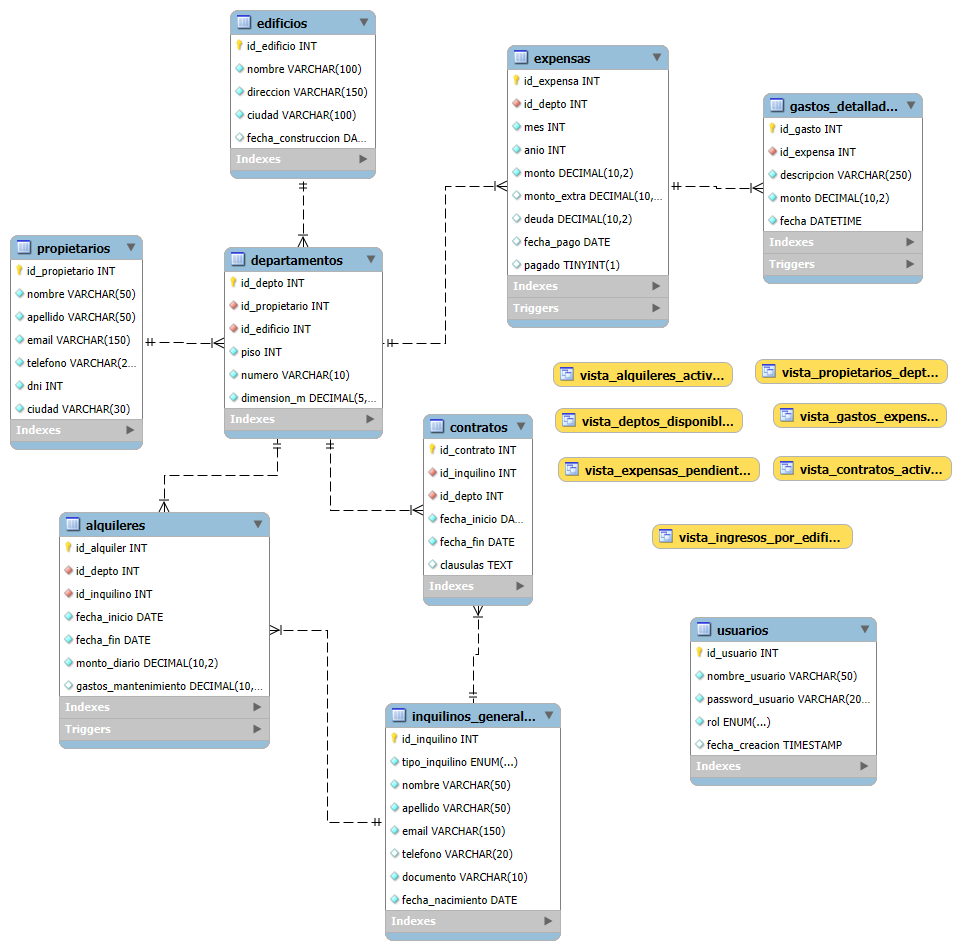 edificios
id_edificio INT
nombre VARCHAR(100)
direccion VARCHAR(150)
ciudad VARCHAR(100)
fecha_construccion DA...
Indexes
expensas
id_expensa INT
id_depto INT
mes INT
anio INT
monto DECIMAL(10,2)
monto_extra DECIMAL(10,...
deuda DECIMAL(10,2)
fecha_pago DATE
pagado TINYINT(1)
Indexes
Triggers
gastos_detallad...
id_gasto INT
id_expensa INT
descripcion VARCHAR(250)
monto DECIMAL(10,2)
fecha DATETIME
Indexes
Triggers
propietarios
id_propietario INT
nombre VARCHAR(50)
apellido VARCHAR(50)
email VARCHAR(150)
telefono VARCHAR(2...
dni INT
ciudad VARCHAR(30)
Indexes
departamentos
id_depto INT
id_propietario INT
id_edificio INT
piso INT
numero VARCHAR(10)
dimension_m DECIMAL(5,...
Indexes
vista_alquileres_activ...
vista_propietarios_dept...
vista_deptos_disponibl...
vista_gastos_expens...
vista_expensas_pendient...
vista_contratos_activ...
vista_ingresos_por_edifi...
contratos
id_contrato INT
id_inquilino INT
id_depto INT
fecha_inicio DA...
fecha_fin DATE
clausulas TEXT
Indexes
alquileres
id_alquiler INT
id_depto INT
id_inquilino INT
fecha_inicio DATE
fecha_fin DATE
monto_diario DECIMAL(10,2)
gastos_mantenimiento DECIMAL(10,...
Indexes
Triggers
usuarios
id_usuario INT
nombre_usuario VARCHAR(50)
password_usuario VARCHAR(20...
rol ENUM(...)
fecha_creacion TIMESTAMP
Indexes
inquilinos_general...
id_inquilino INT
tipo_inquilino ENUM(...)
nombre VARCHAR(50)
apellido VARCHAR(50)
email VARCHAR(150)
telefono VARCHAR(20)
documento VARCHAR(10)
fecha_nacimiento DATE
Indexes